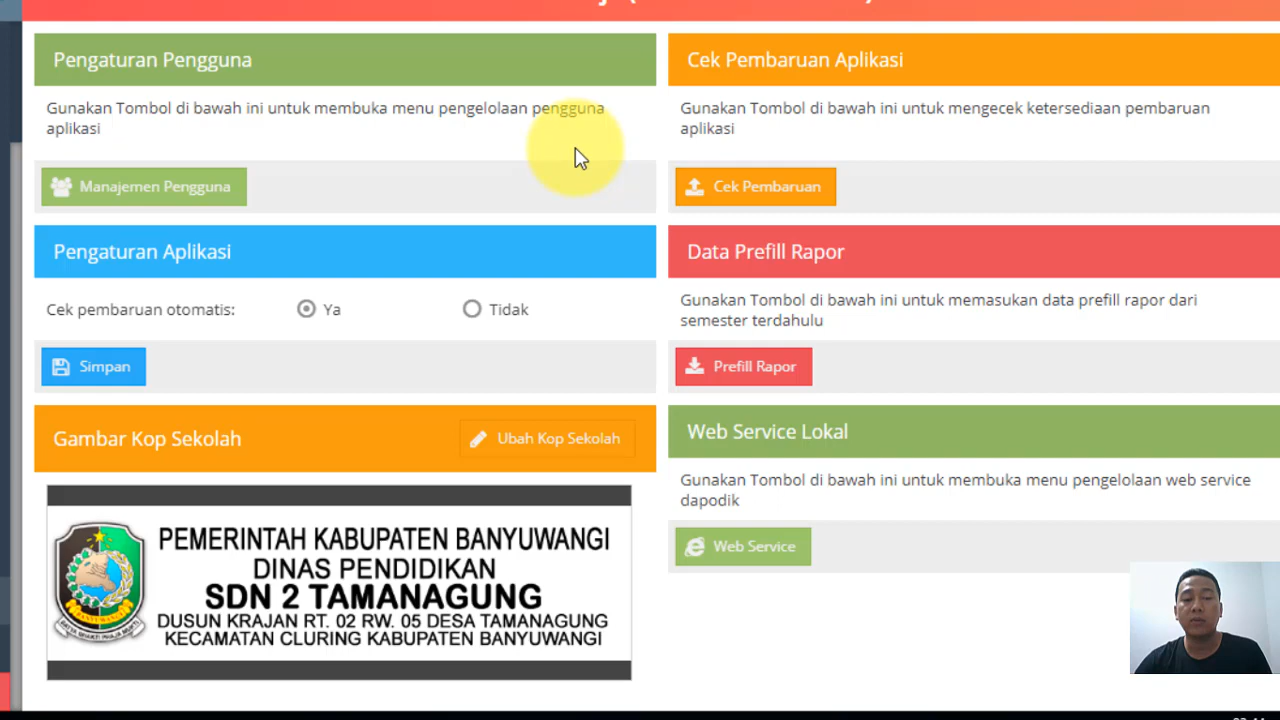 Pengaturan Pengguna
Gunakan Tombol di bawah ini untuk membuka menu pengelolaan pengguna
aplikasi
Manajemen Pengguna
Cek Pembaruan Aplikasi
Gunakan Tombol di bawah ini untuk mengecek ketersediaan pembaruan
aplikasi
Cek Pembaruan
Pengaturan Aplikasi
Cek pembaruan otomatis:
Ya
Tidak
Simpan
Data Prefill Rapor
Gunakan Tombol di bawah ini untuk memasukan data prefill rapor dari
semester terdahulu
Prefill Rapor
Gambar Kop Sekolah
Ubah Kop Sekolah
PEMERINTAH KABUPATEN BANYUWANGI
DINAS PENDIDIKAN
SDN 2 TAMANAGUNG
DUSUN KRAJAN RT. 02 RW. 05 DESA TAMANAGUNG
KECAMATAN CLURING KABUPATEN BANYUWANGI
Web Service Lokal
Gunakan Tombol di bawah ini untuk membuka menu pengelolaan web service
dapodik
Web Service